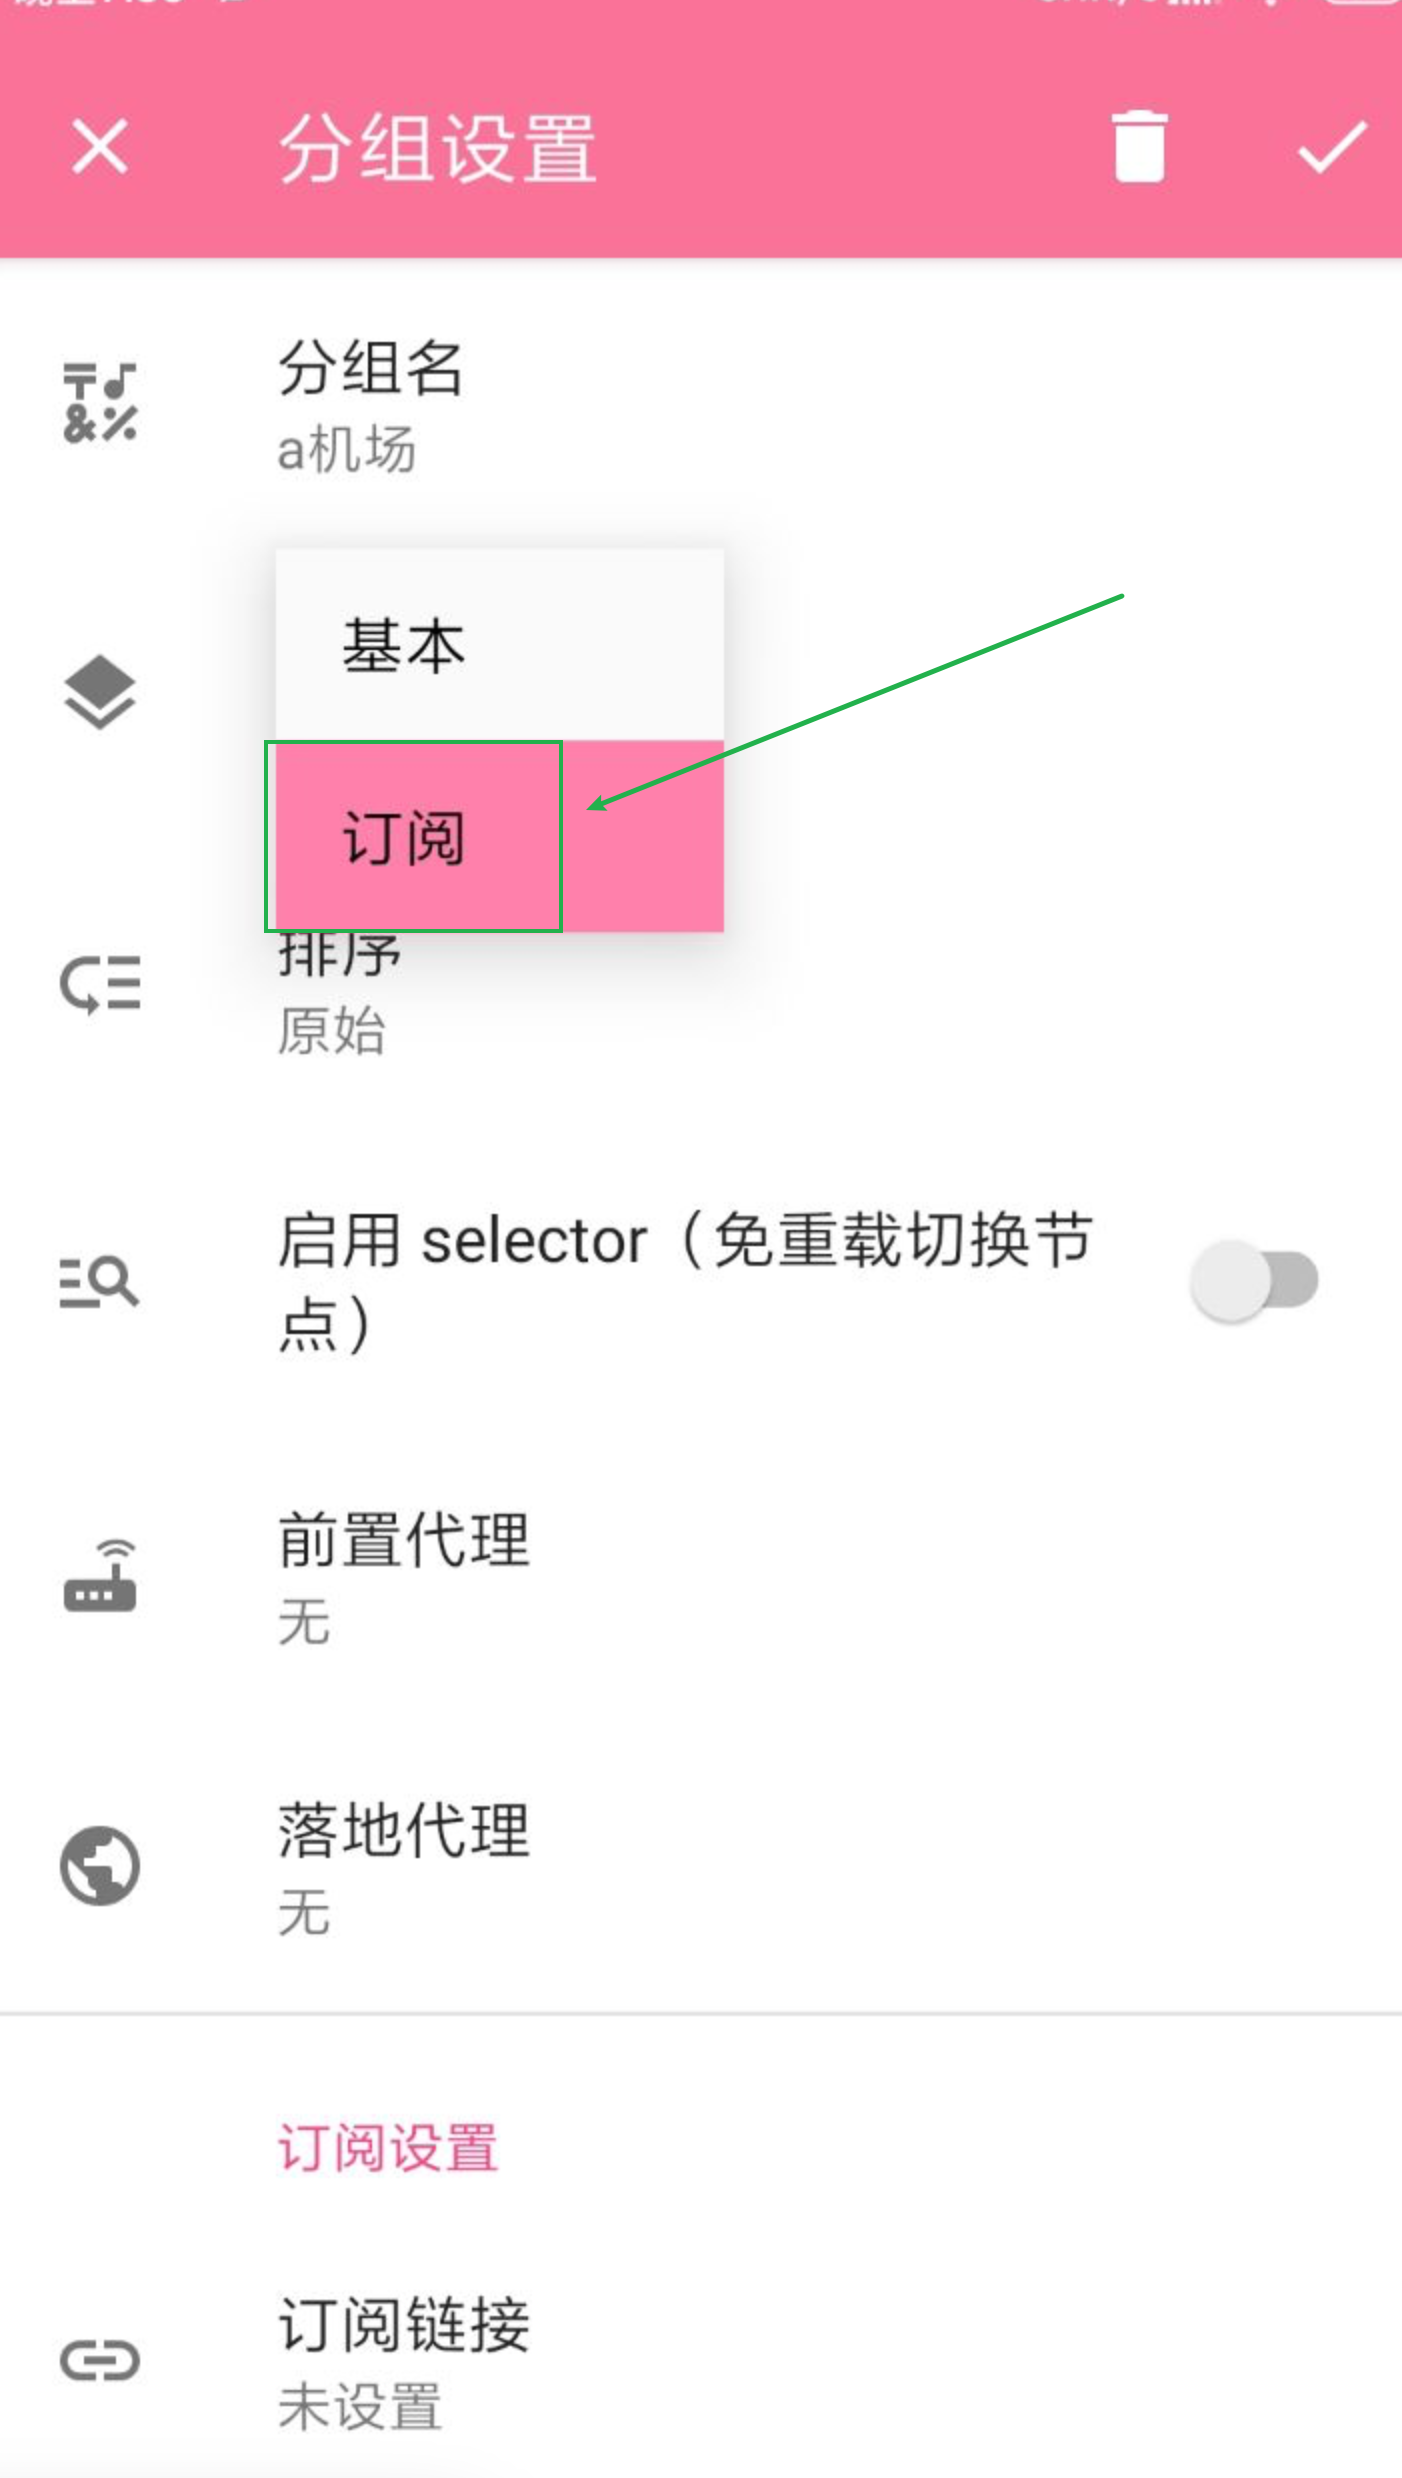 分组设置
分组名
a机场
基本
订阅
排序
原始
启用 selector（免重载切换节
点）
前置代理
无
落地代理
无
订阅设置
订阅链接
未设置